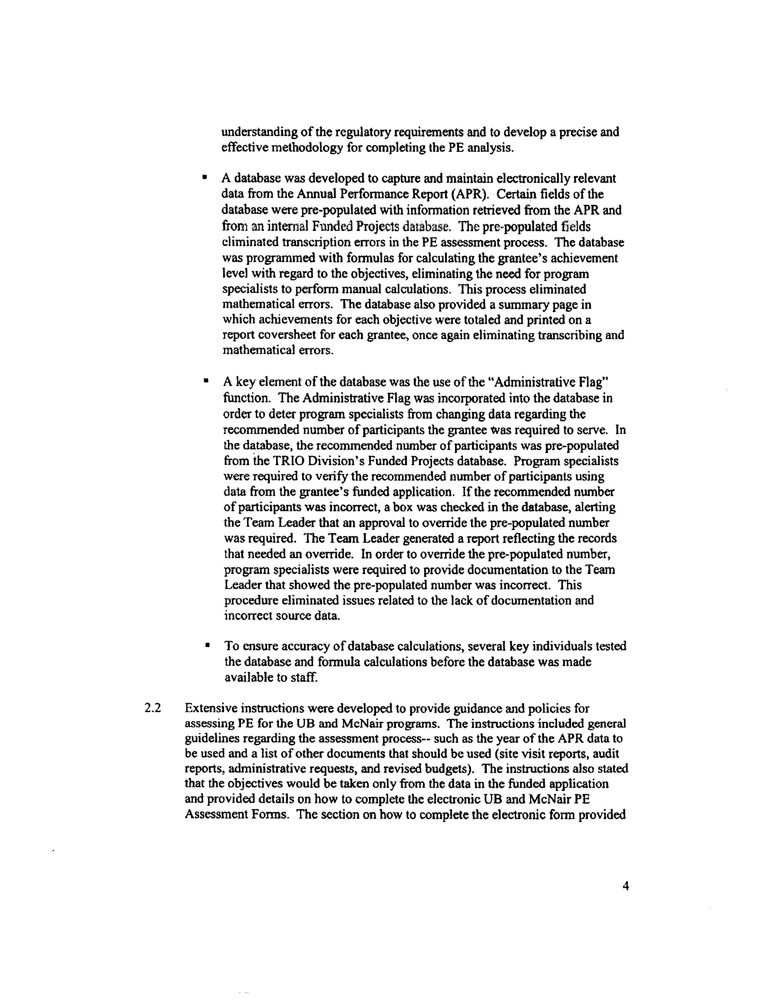 understanding of the regulatory requirements and to develop a precise and
effective methodology for completing the PE analysis.
▪ A database was developed to capture and maintain electronically relevant
data from the Annual Performance Report (APR). Certain fields of the
database were pre-populated with information retrieved from the APR and
from an internal Funded Projects database. The pre-populated fields
eliminated transcription errors in the PE assessment process. The database
was programmed with formulas for calculating the grantee's achievement
level with regard to the objectives, eliminating the need for program
specialists to perform manual calculations. This process eliminated
mathematical errors. The database also provided a summary page in
which achievements for each objective were totaled and printed on a
report coversheet for each grantee, once again eliminating transcribing and
mathematical errors.
▪ A key element of the database was the use of the “Administrative Flag”
function. The Administrative Flag was incorporated into the database in
order to deter program specialists from changing data regarding the
recommended number of participants the grantee was required to serve. In
the database, the recommended number of participants was pre-populated
from the TRIO Division's Funded Projects database. Program specialists
were required to verify the recommended number of participants using
data from the grantee's funded application. If the recommended number
of participants was incorrect, a box was checked in the database, alerting
the Team Leader that an approval to override the pre-populated number
was required. The Team Leader generated a report reflecting the records
that needed an override. In order to override the pre-populated number,
program specialists were required to provide documentation to the Team
Leader that showed the pre-populated number was incorrect. This
procedure eliminated issues related to the lack of documentation and
incorrect source data.
▪ To ensure accuracy of database calculations, several key individuals tested
the database and formula calculations before the database was made
available to staff.
2.2 Extensive instructions were developed to provide guidance and policies for
assessing PE for the UB and McNair programs. The instructions included general
guidelines regarding the assessment process-- such as the year of the APR data to
be used and a list of other documents that should be used (site visit reports, audit
reports, administrative requests, and revised budgets). The instructions also stated
that the objectives would be taken only from the data in the funded application
and provided details on how to complete the electronic UB and McNair PE
Assessment Forms. The section on how to complete the electronic form provided
4